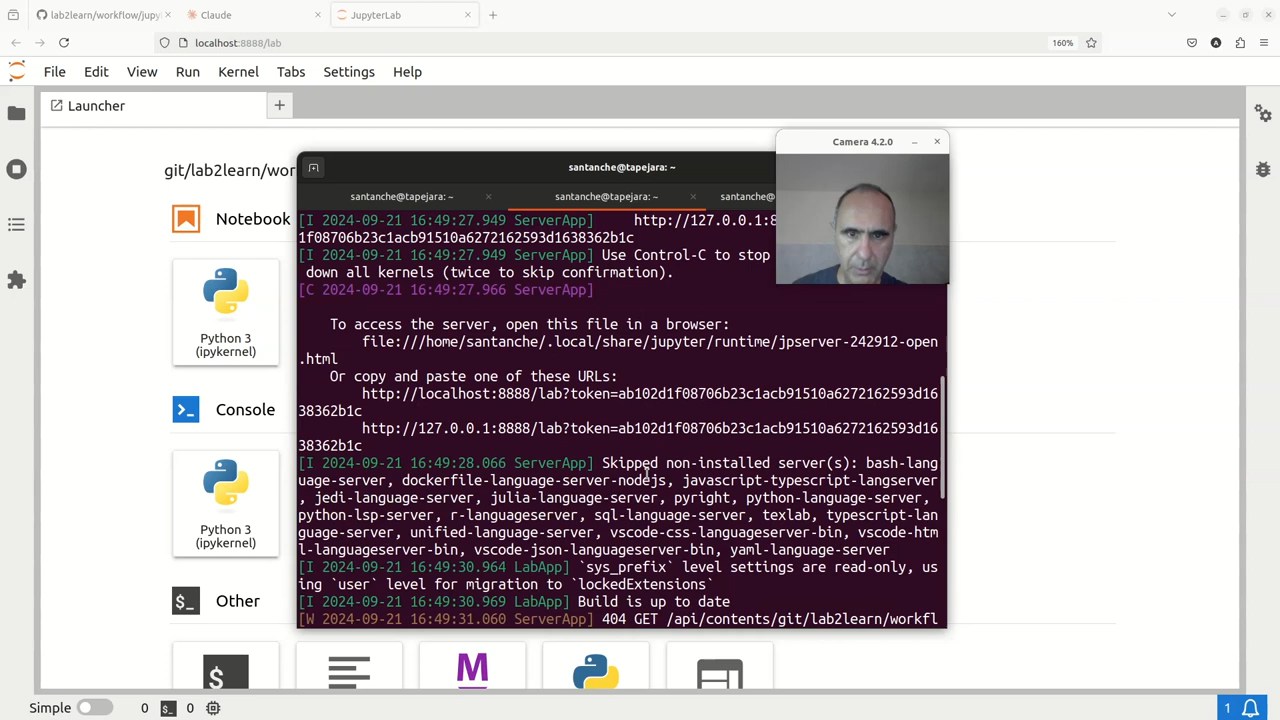 lab2learn/workflow/jupy
Claude
JupyterLab
localhost:8888/lab
160%
File Edit View Run Kernel Tabs Settings Help
Launcher
git/lab2learn/wor
Notebook
Python 3
(ipykernel)
Console
Python 3
(ipykernel)
Other
santanche@tapejara: ~
santanche@tapejara: ~ santanche@tapejara: ~ santanche@
[I 2024-09-21 16:49:27.949 ServerApp] http://127.0.0.1:8
1f08706b23c1acb91510a6272162593d1638362b1c
[I 2024-09-21 16:49:27.949 ServerApp] Use Control-C to stop
down all kernels (twice to skip confirmation).
[C 2024-09-21 16:49:27.966 ServerApp]
To access the server, open this file in a browser:
file:///home/santanche/.local/share/jupyter/runtime/jpserver-242912-open
.html
Or copy and paste one of these URLs:
http://localhost:8888/lab?token=ab102d1f08706b23c1acb91510a6272162593d16
38362b1c
http://127.0.0.1:8888/lab?token=ab102d1f08706b23c1acb91510a6272162593d16
38362b1c
[I 2024-09-21 16:49:28.066 ServerApp] Skipped non-installed server(s): bash-lang
uage-server, dockerfile-language-server-nodejs, javascript-typescript-langserver
, jedi-language-server, julia-language-server, pyright, python-language-server,
python-lsp-server, r-languageserver, sql-language-server, texlab, typescript-lan
guage-server, unified-language-server, vscode-css-languageserver-bin, vscode-htm
l-languageserver-bin, vscode-json-languageserver-bin, yaml-language-server
[I 2024-09-21 16:49:30.964 LabApp] `sys_prefix` level settings are read-only, us
ing `user` level for migration to `lockedExtensions`
[I 2024-09-21 16:49:30.969 LabApp] Build is up to date
[W 2024-09-21 16:49:31.060 ServerApp] 404 GET /api/contents/git/lab2learn/workfl
Camera 4.2.0
Simple 0 0
1